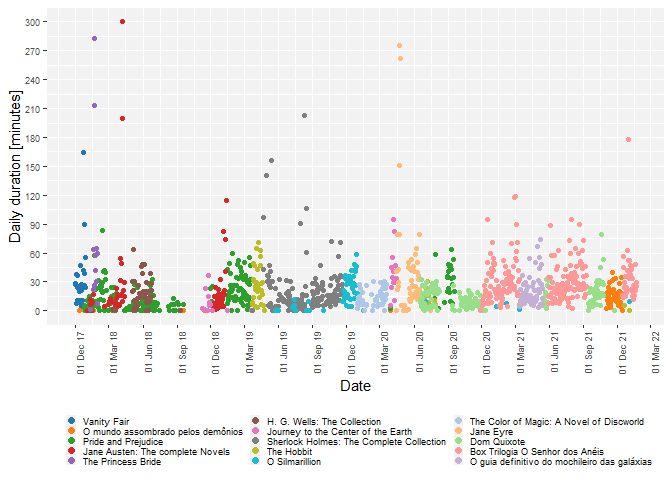 300
270
240
210
180
150
120
90
60
30
0
Daily duration [minutes]
01 Dec 17
01 Mar 18
01 Jun 18
01 Sep 18
01 Dec 18
01 Mar 19
01 Jun 19
01 Sep 19
01 Dec 19
01 Mar 20
01 Jun 20
01 Sep 20
01 Dec 20
01 Mar 21
01 Jun 21
01 Sep 21
01 Dec 21
01 Mar 22
Date
Vanity Fair
O mundo assombrado pelos demônios
Pride and Prejudice
Jane Austen: The complete Novels
The Princess Bride
H. G. Wells: The Collection
Journey to the Center of the Earth
Sherlock Holmes: The Complete Collection
The Hobbit
O Silmarillion
The Color of Magic: A Novel of Discworld
Jane Eyre
Dom Quixote
Box Trilogia O Senhor dos Anéis
O guia definitivo do mochileiro das galáxias